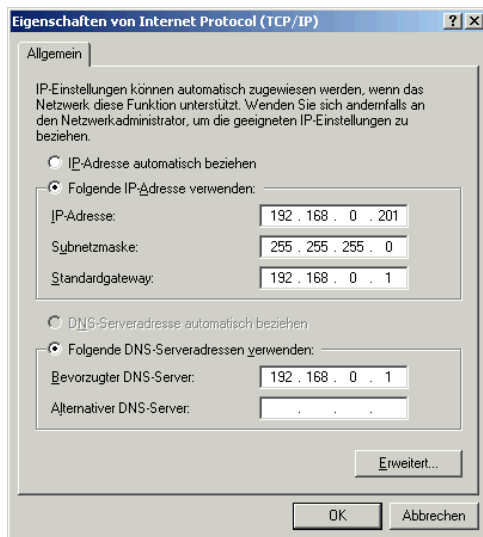 Eigenschaften von Internet Protocol (TCP/IP)
Allgemein
IP-Einstellungen können automatisch zugewiesen werden, wenn das
Netzwerk diese Funktion unterstützt. Wenden Sie sich andernfalls an
den Netzwerkadministrator, um die geeigneten IP-Einstellungen zu
beziehen.
IP-Adresse automatisch beziehen
Folgende IP-Adresse verwenden:
IP-Adresse: 192 . 168 . 0 . 201
Subnetzmaske: 255 . 255 . 255 . 0
Standardgateway: 192 . 168 . 0 . 1
DNS-Serveradresse automatisch beziehen
Folgende DNS-Serveradressen verwenden:
Bevorzugter DNS-Server: 192 . 168 . 0 . 1
Alternativer DNS-Server: . . .
Erweitert...
OK Abbrechen